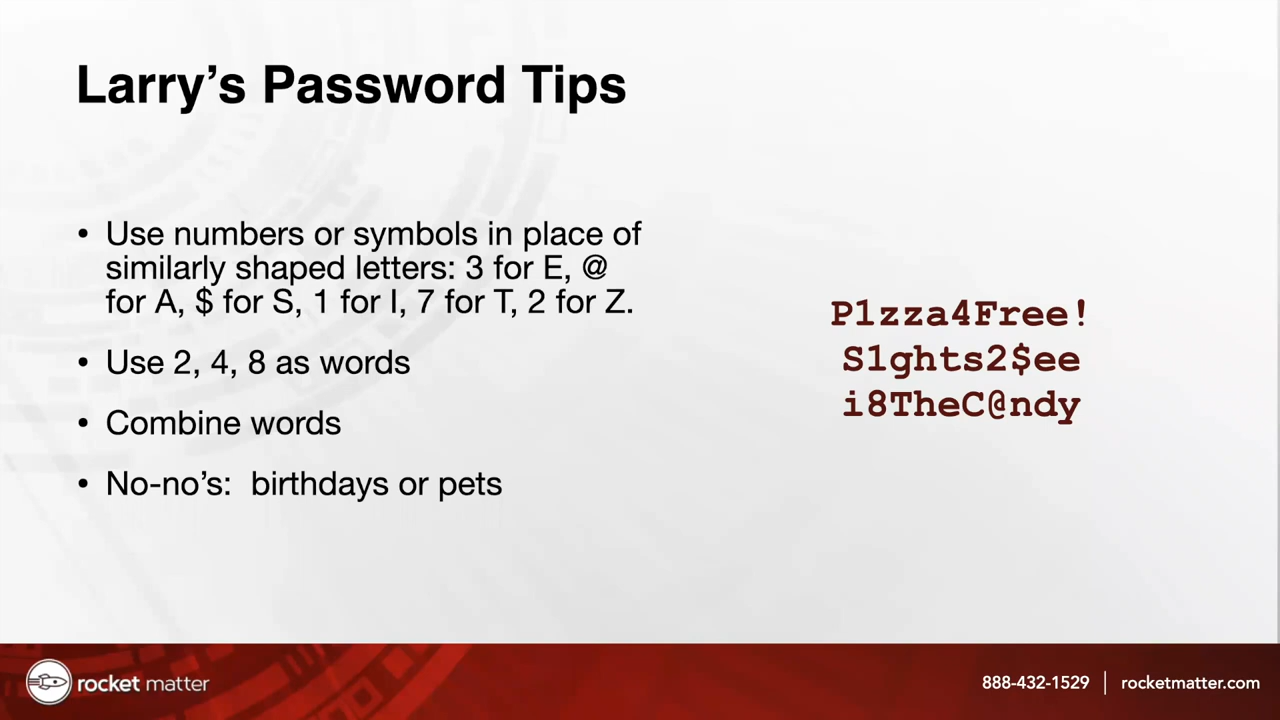 Larry’s Password Tips
• Use numbers or symbols in place of
similarly shaped letters: 3 for E, @
for A, $ for S, 1 for I, 7 for T, 2 for Z.
• Use 2, 4, 8 as words
• Combine words
• No-no’s:  birthdays or pets
P1zza4Free!
S1ghts2$ee
i8TheC@ndy
rocket matter
888-432-1529 | rocketmatter.com